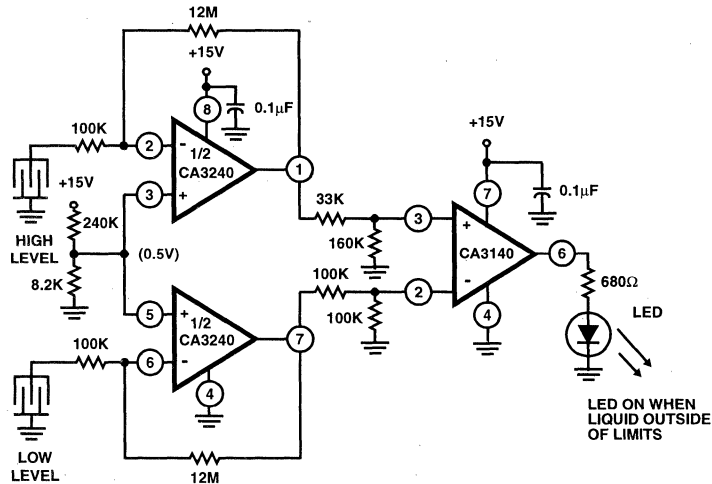 12M
+15V
8
0.1μF
100K
2
-
1/2
CA3240
1
+15V
3
+
240K
HIGH
LEVEL
(0.5V)
8.2K
33K
160K
3
+
+15V
7
0.1μF
CA3140
6
680Ω
LED
100K
100K
2
-
4
5
+
1/2
CA3240
7
100K
6
-
4
LOW
LEVEL
12M
LED ON WHEN
LIQUID OUTSIDE
OF LIMITS